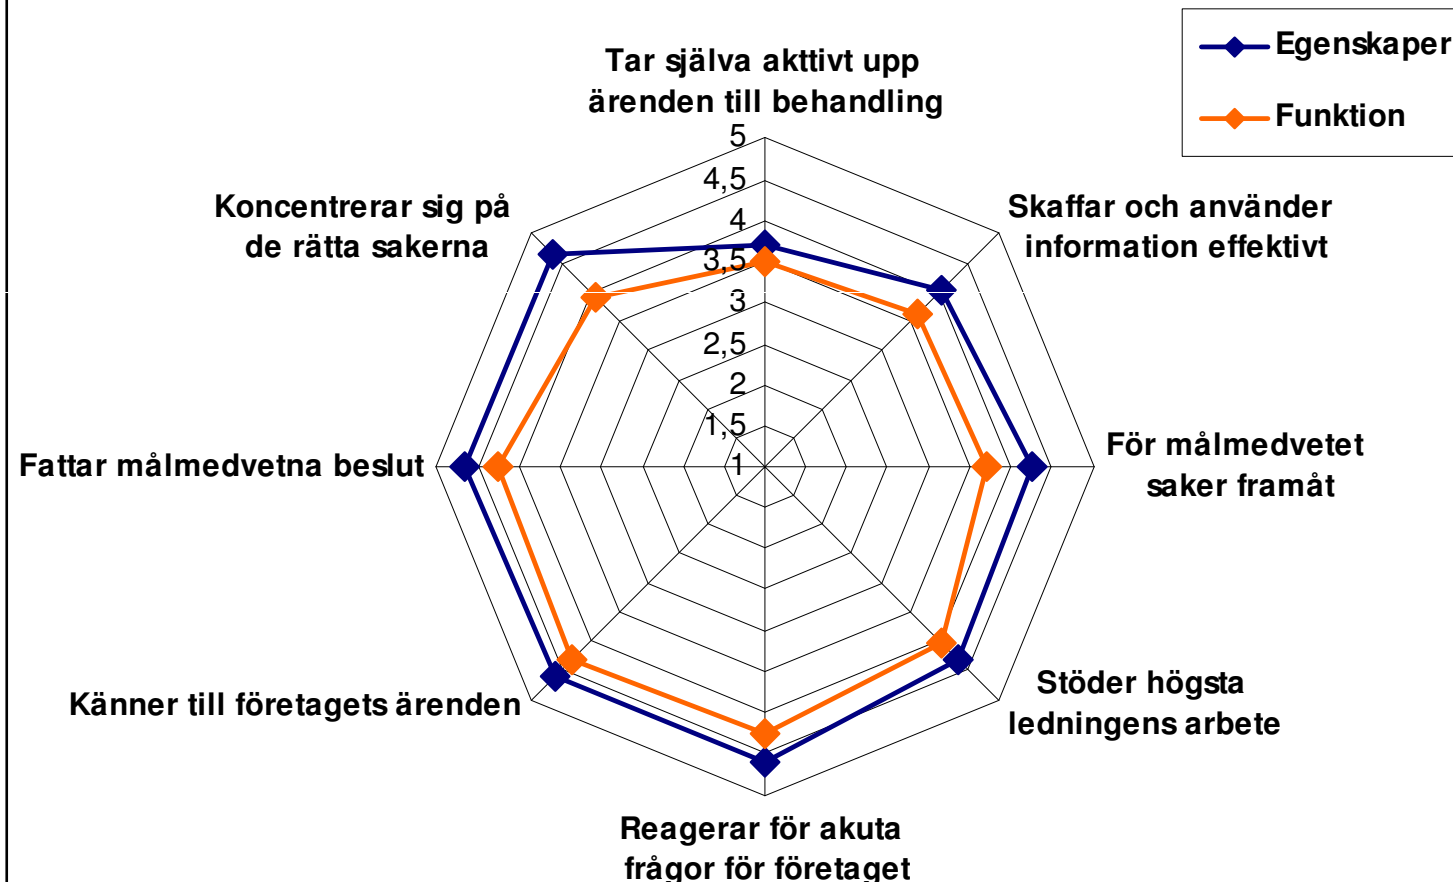 Egenskaper
Funktion
Tar själva akttivt upp
ärenden till behandling
5
4,5
4
3,5
3
2,5
2
1,5
1
Koncentrerar sig på
de rätta sakerna
Skaffar och använder
information effektivt
Fattar målmedvetna beslut
För målmedvetet
saker framåt
Känner till företagets ärenden
Stöder högsta
ledningens arbete
Reagerar för akuta
frågor för företaget